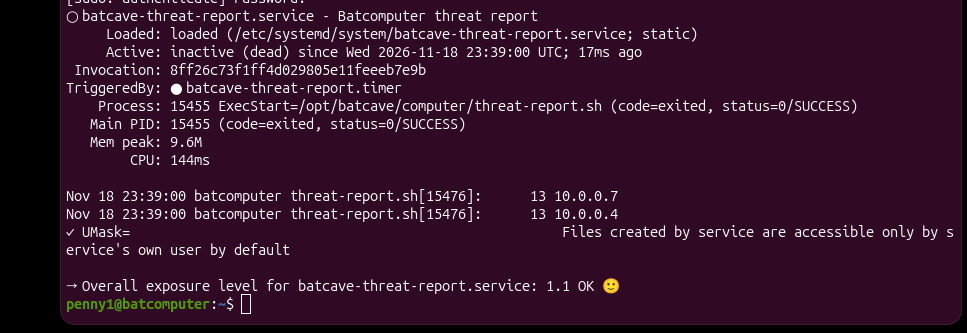 [sudo: authenticate] Password:
○ batcave-threat-report.service - Batcomputer threat report
     Loaded: loaded (/etc/systemd/system/batcave-threat-report.service; static)
     Active: inactive (dead) since Wed 2026-11-18 23:39:00 UTC; 17ms ago
 Invocation: 8ff26c73f1ff4d029805e11feeeb7e9b
TriggeredBy: ● batcave-threat-report.timer
    Process: 15455 ExecStart=/opt/batcave/computer/threat-report.sh (code=exited, status=0/SUCCESS)
   Main PID: 15455 (code=exited, status=0/SUCCESS)
   Mem peak: 9.6M
        CPU: 144ms

Nov 18 23:39:00 batcomputer threat-report.sh[15476]:      13 10.0.0.7
Nov 18 23:39:00 batcomputer threat-report.sh[15476]:      13 10.0.0.4
✓ UMask=                                                      Files created by service are accessible only by s
ervice's own user by default

→ Overall exposure level for batcave-threat-report.service: 1.1 OK 🙂
penny1@batcomputer:~$